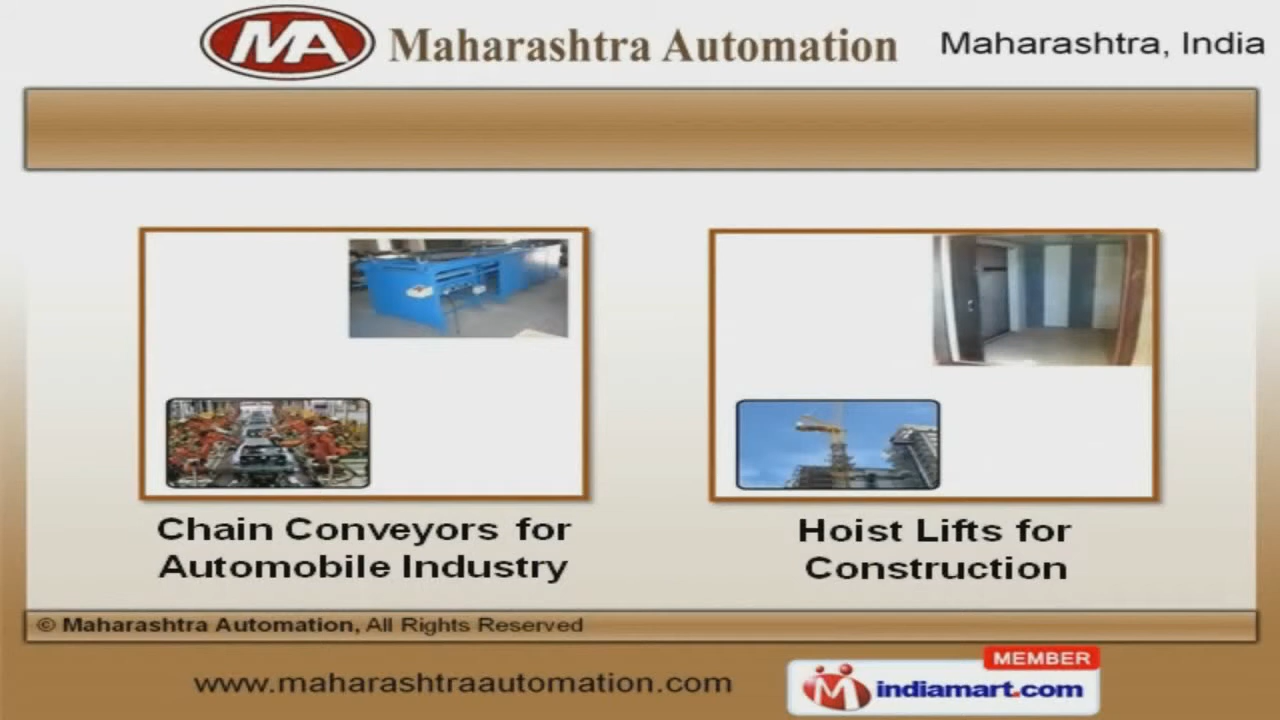 MA Maharashtra Automation Maharashtra, India
Chain Conveyors for
Automobile Industry
Hoist Lifts for
Construction
© Maharashtra Automation, All Rights Reserved
www.maharashtraautomation.com
MEMBER
indiamart.com